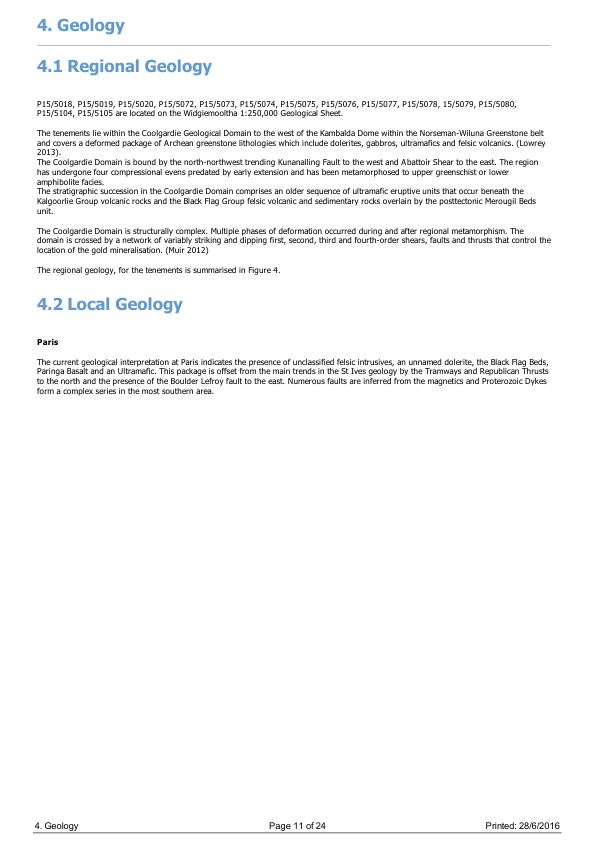 4. Geology
4.1 Regional Geology
P15/5018, P15/5019, P15/5020, P15/5072, P15/5073, P15/5074, P15/5075, P15/5076, P15/5077, P15/5078, 15/5079, P15/5080,
P15/5104, P15/5105 are located on the Widgiemooltha 1:250,000 Geological Sheet.
The tenements lie within the Coolgardie Geological Domain to the west of the Kambalda Dome within the Norseman-Wiluna Greenstone belt
and covers a deformed package of Archean greenstone lithologies which include dolerites, gabbros, ultramafics and felsic volcanics. (Lowrey
2013).
The Coolgardie Domain is bound by the north-northwest trending Kunanalling Fault to the west and Abattoir Shear to the east. The region
has undergone four compressional events predated by early extension and has been metamorphosed to upper greenschist or lower
amphibolite facies.
The stratigraphic succession in the Coolgardie Domain comprises an older sequence of ultramafic eruptive units that occur beneath the
Kalgoorlie Group volcanic rocks and the Black Flag Group felsic volcanic and sedimentary rocks overlain by the posttectonic Merougil Beds
unit.
The Coolgardie Domain is structurally complex. Multiple phases of deformation occurred during and after regional metamorphism. The
domain is crossed by a network of variably striking and dipping first, second, third and fourth-order shears, faults and thrusts that control the
location of the gold mineralisation. (Muir 2012)
The regional geology, for the tenements is summarised in Figure 4.
4.2 Local Geology
Paris
The current geological interpretation at Paris indicates the presence of unclassified felsic intrusives, an unnamed dolerite, the Black Flag Beds,
Paringa Basalt and an Ultramafic. This package is offset from the main trends in the St Ives geology by the Tramways and Republican Thrusts
to the north and the presence of the Boulder Lefroy fault to the east. Numerous faults are inferred from the magnetics and Proterozoic Dykes
form a complex series in the most southern area.
4. Geology Page 11 of 24 Printed: 28/6/2016